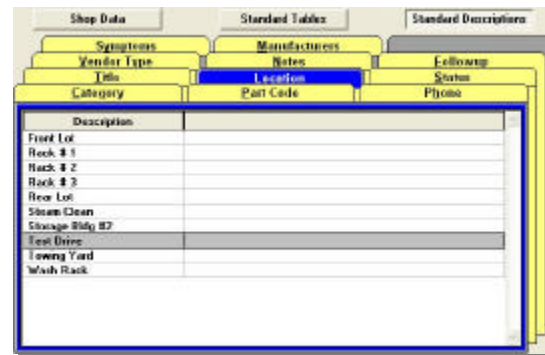 Shop Data Standard Tables Standard Descriptions
Symptoms Manufacturers
Vendor Type Notes Followup
Title Location Status
Category Part Code Phone
Description
Front Lot
Rack # 1
Rack # 2
Rack # 3
Rear Lot
Steam Clean
Storage Bldg #2
Test Drive
Towing Yard
Wash Rack